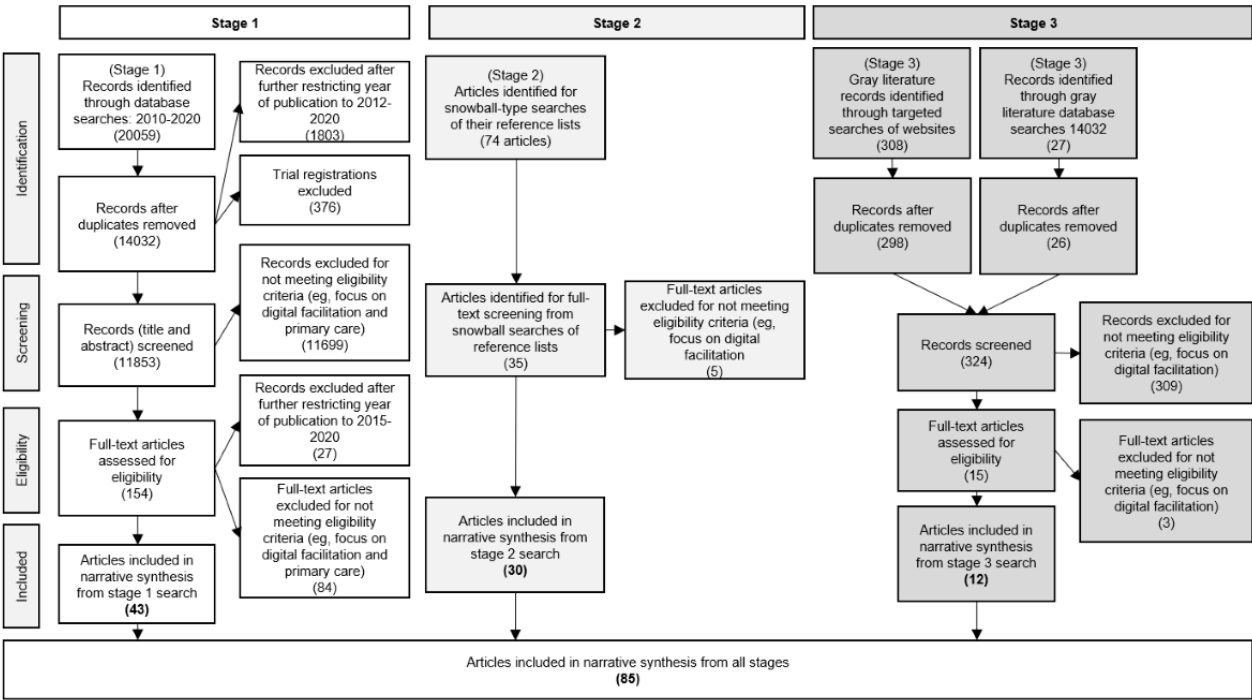 Stage 1
Stage 2
Stage 3
Identification
Screening
Eligibility
Included
(Stage 1)
Records identified
through database
searches: 2010-2020
(20059)
Records excluded after
further restricting year
of publication to 2012-
2020
(1803)
Trial registrations
excluded
(376)
Records after
duplicates removed
(14032)
Records excluded for
not meeting eligibility
criteria (eg, focus on
digital facilitation and
primary care)
(11699)
Records (title and
abstract) screened
(11853)
Records excluded after
further restricting year
of publication to 2015-
2020
(27)
Full-text articles
assessed for
eligibility
(154)
Full-text articles
excluded for not
meeting eligibility
criteria (eg, focus on
digital facilitation and
primary care)
(84)
Articles included in
narrative synthesis
from stage 1 search
(43)
(Stage 2)
Articles identified for
snowball-type searches
of their reference lists
(74 articles)
Articles identified for full-
text screening from
snowball searches of
reference lists
(35)
Full-text articles
excluded for not meeting
eligibility criteria (eg,
focus on digital
facilitation
(5)
Articles included in
narrative synthesis from
stage 2 search
(30)
(Stage 3)
Gray literature
records identified
through targeted
searches of websites
(308)
(Stage 3)
Records identified
through gray
literature database
searches 14032
(27)
Records after
duplicates removed
(298)
Records after
duplicates removed
(26)
Records screened
(324)
Records excluded for
not meeting eligibility
criteria (eg, focus on
digital facilitation)
(309)
Full-text articles
assessed for
eligibility
(15)
Full-text articles
excluded for not
meeting eligibility
criteria (eg, focus on
digital facilitation)
(3)
Articles included in
narrative synthesis
from stage 3 search
(12)
Articles included in narrative synthesis from all stages
(85)